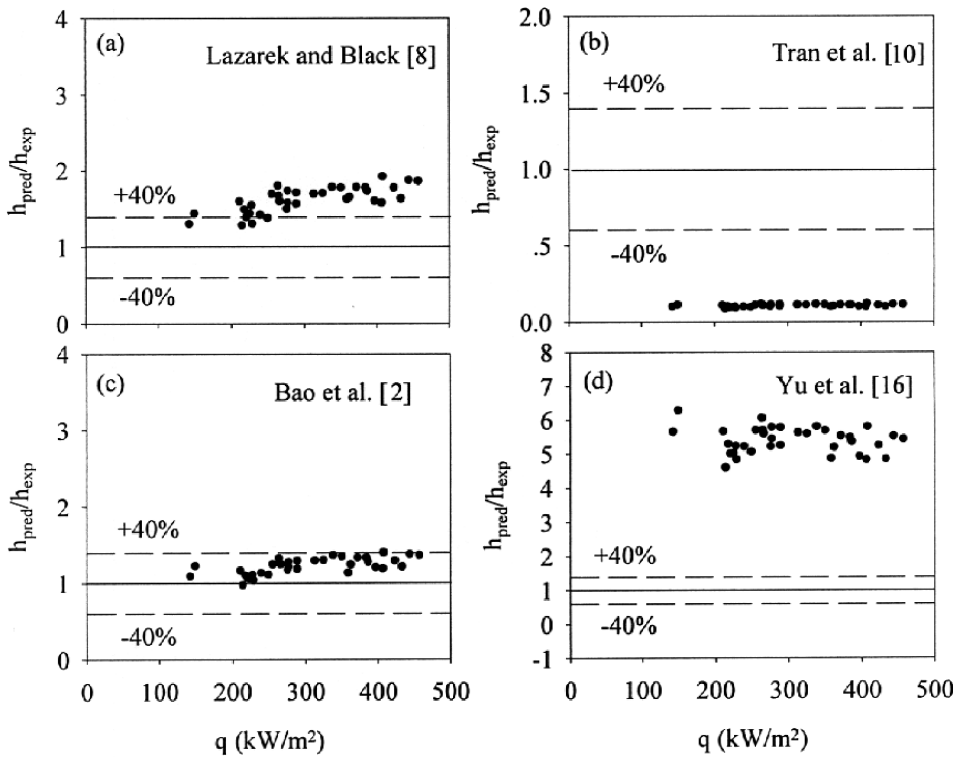 (a)
Lazarek and Black [8]
4
3
2
1
0
h_pred/h_exp
+40%
-40%
(b)
Tran et al. [10]
2.0
1.5
1.0
.5
0.0
h_pred/h_exp
+40%
-40%
(c)
Bao et al. [2]
4
3
2
1
0
h_pred/h_exp
+40%
-40%
0 100 200 300 400 500
q (kW/m²)
(d)
Yu et al. [16]
8
7
6
5
4
3
2
1
0
-1
h_pred/h_exp
+40%
-40%
0 100 200 300 400 500
q (kW/m²)